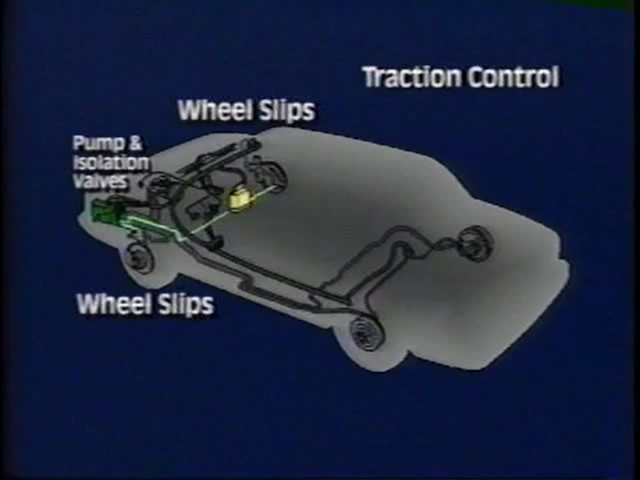 Traction Control
Wheel Slips
Pump &
Isolation
Valves
Wheel Slips